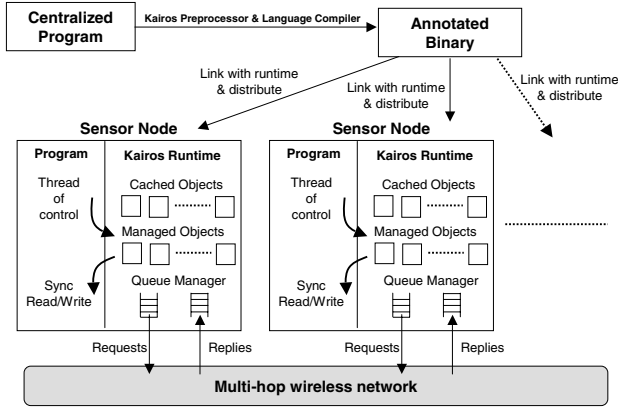 Centralized
Program
Kairos Preprocessor & Language Compiler
Annotated
Binary
Link with runtime
& distribute
Link with runtime
& distribute
Link with runtime
& distribute
Sensor Node
Program
Kairos Runtime
Thread
of
control
Cached Objects
Managed Objects
Sync
Read/Write
Queue Manager
Requests
Replies
Sensor Node
Program
Kairos Runtime
Thread
of
control
Cached Objects
Managed Objects
Sync
Read/Write
Queue Manager
Requests
Replies
Multi-hop wireless network